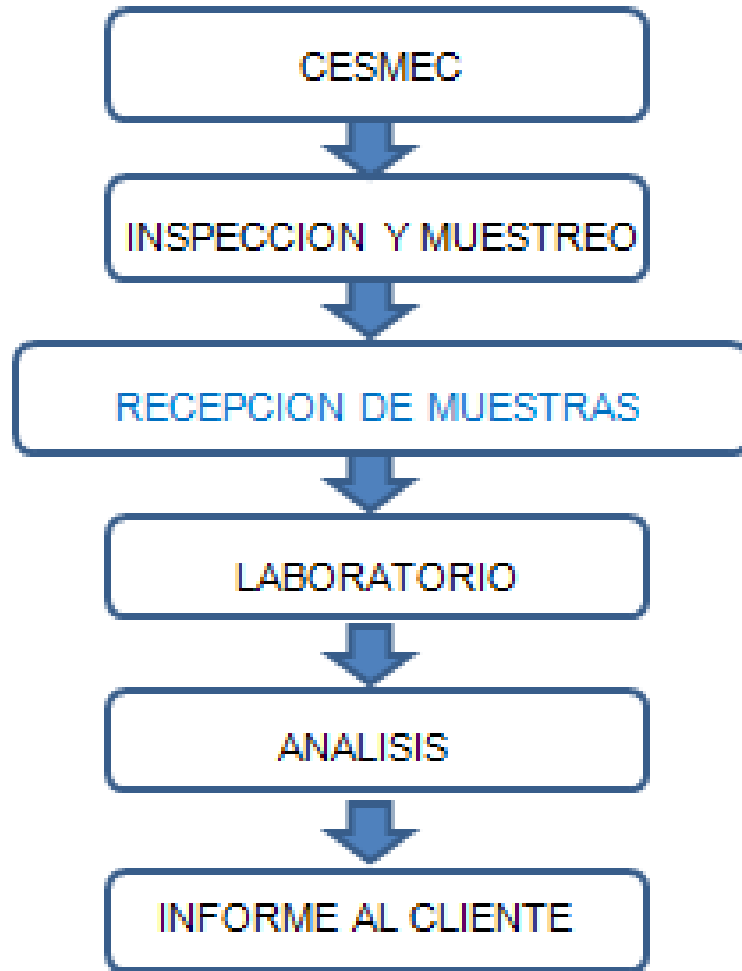 CESMEC
INSPECCION Y MUESTREO
RECEPCION DE MUESTRAS
LABORATORIO
ANALISIS
INFORME AL CLIENTE